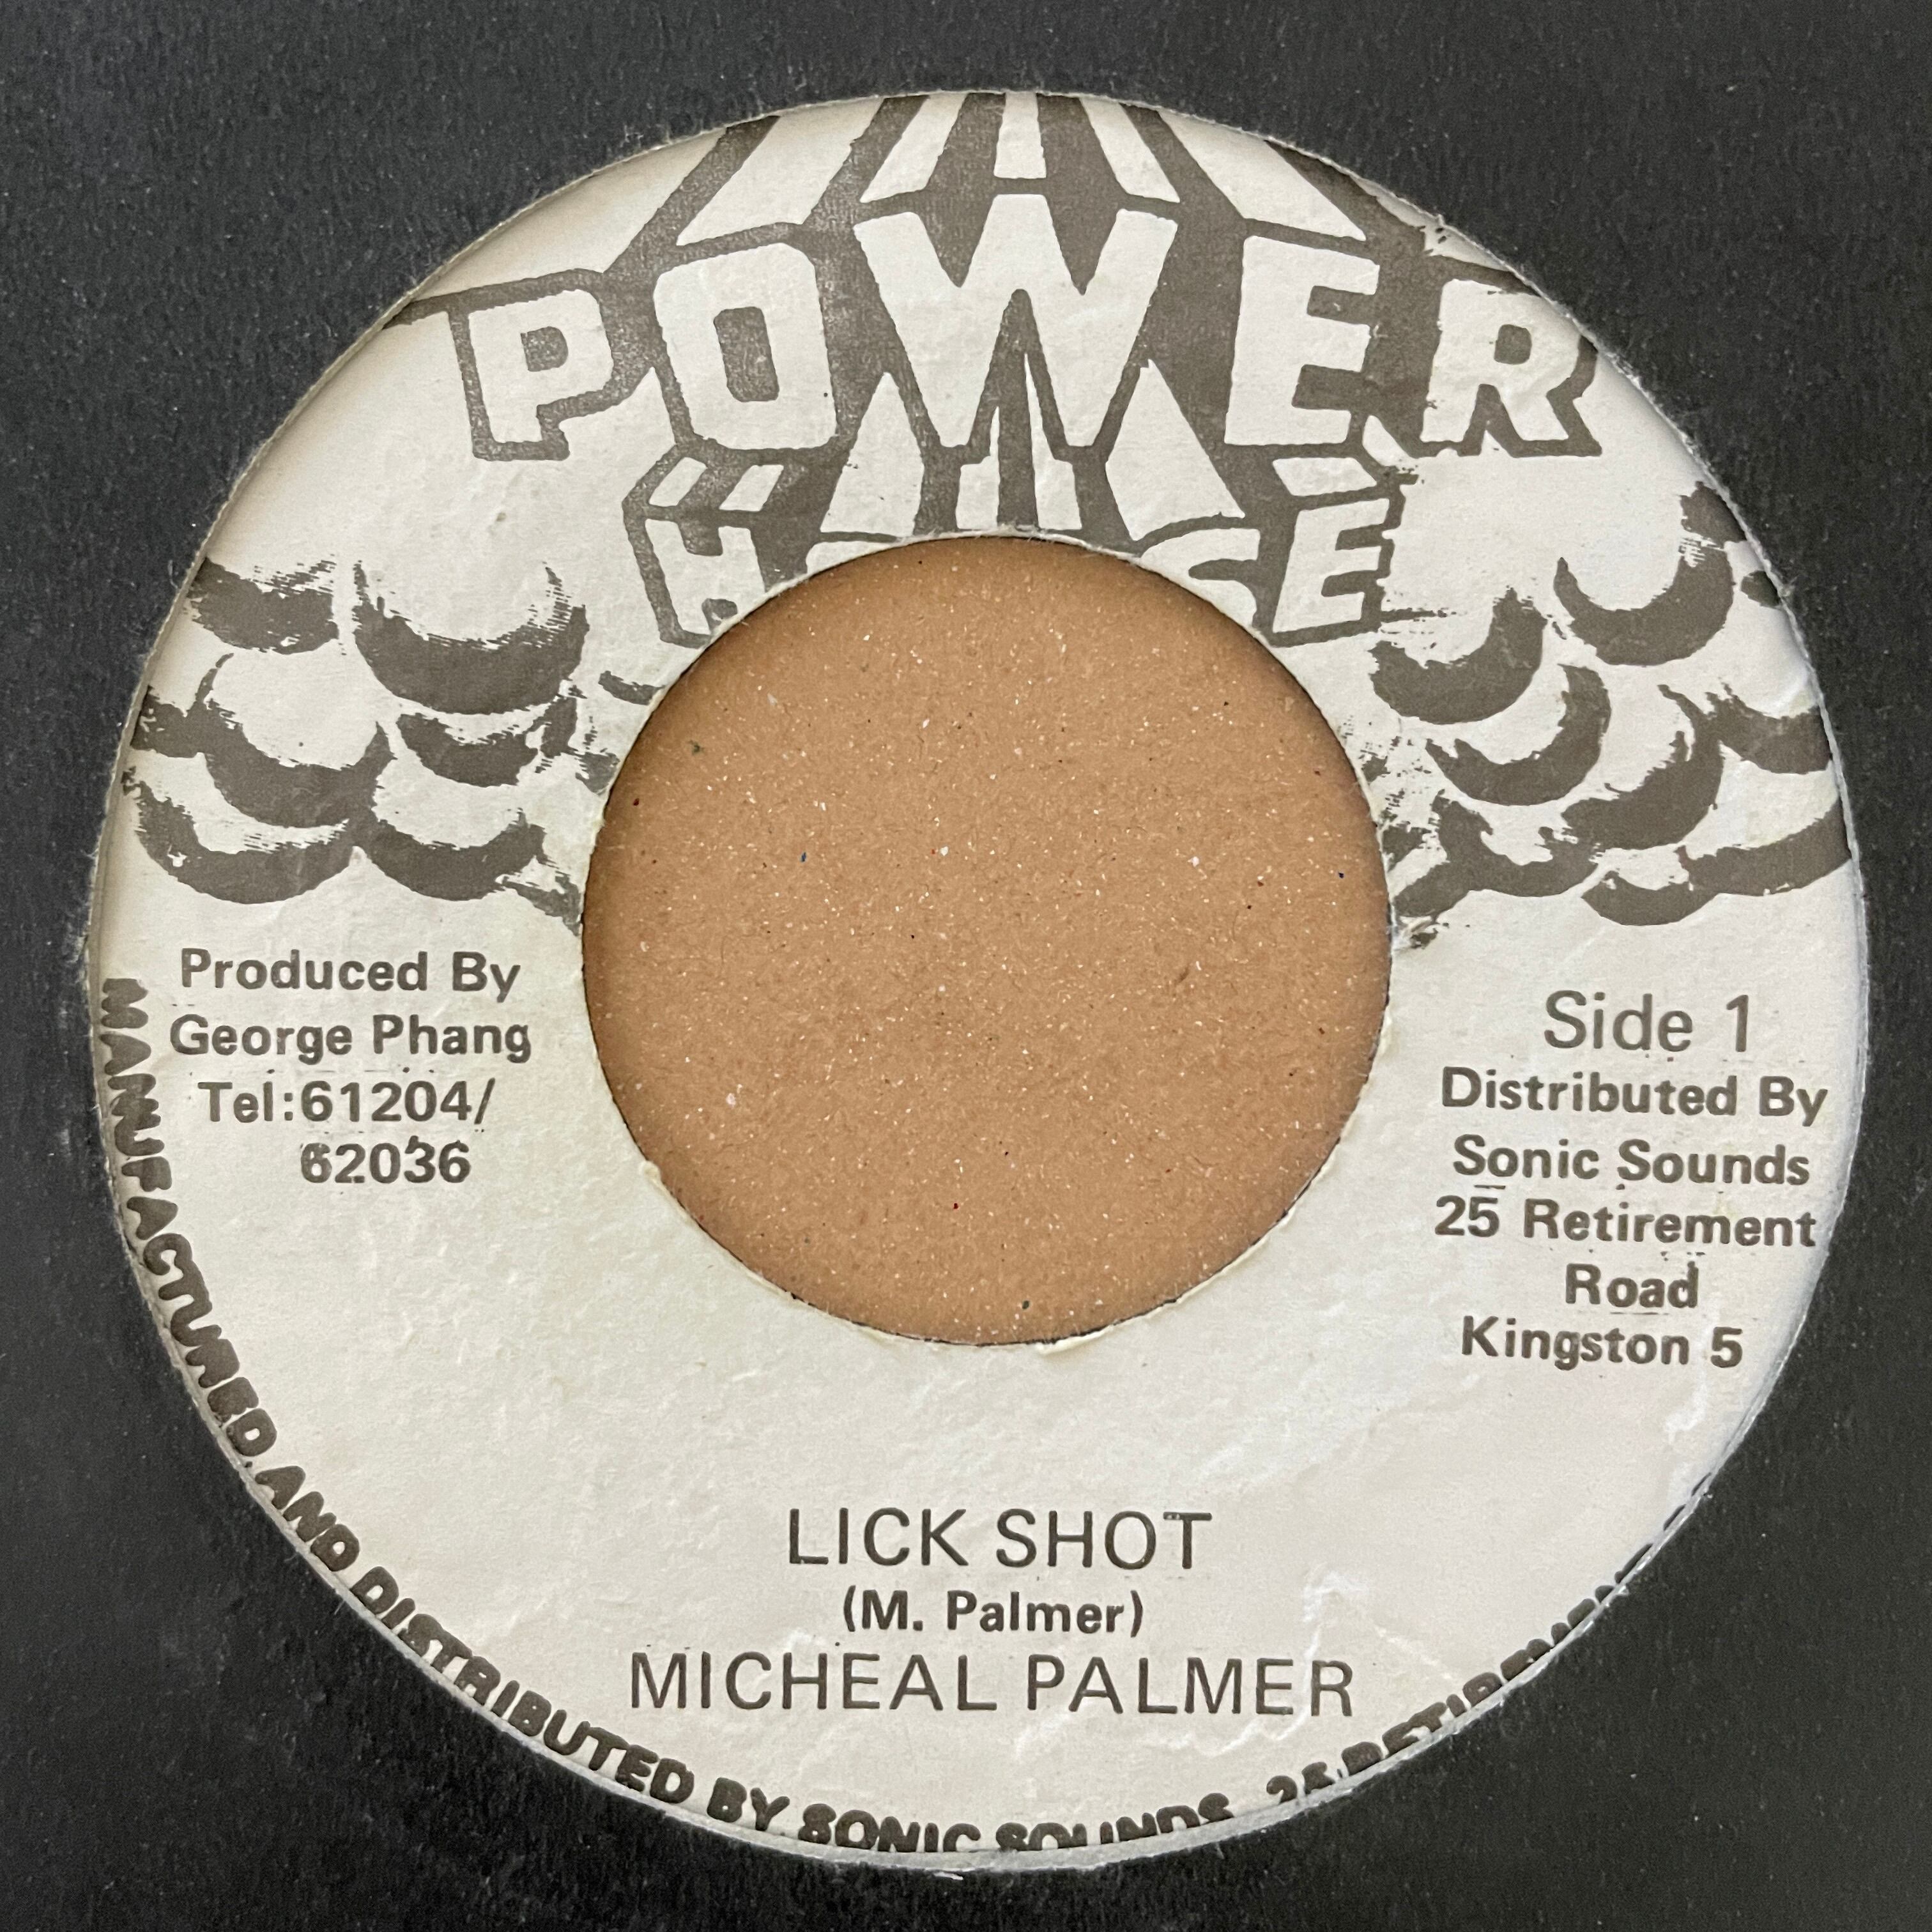 POWER
HOUSE
Produced By
George Phang
Tel:61204/
62036
Side 1
Distributed By
Sonic Sounds
25 Retirement
Road
Kingston 5
LICK SHOT
(M. Palmer)
MICHEAL PALMER
MANUFACTURED AND DISTRIBUTED BY SONIC SOUNDS, 25 RETIREMENT